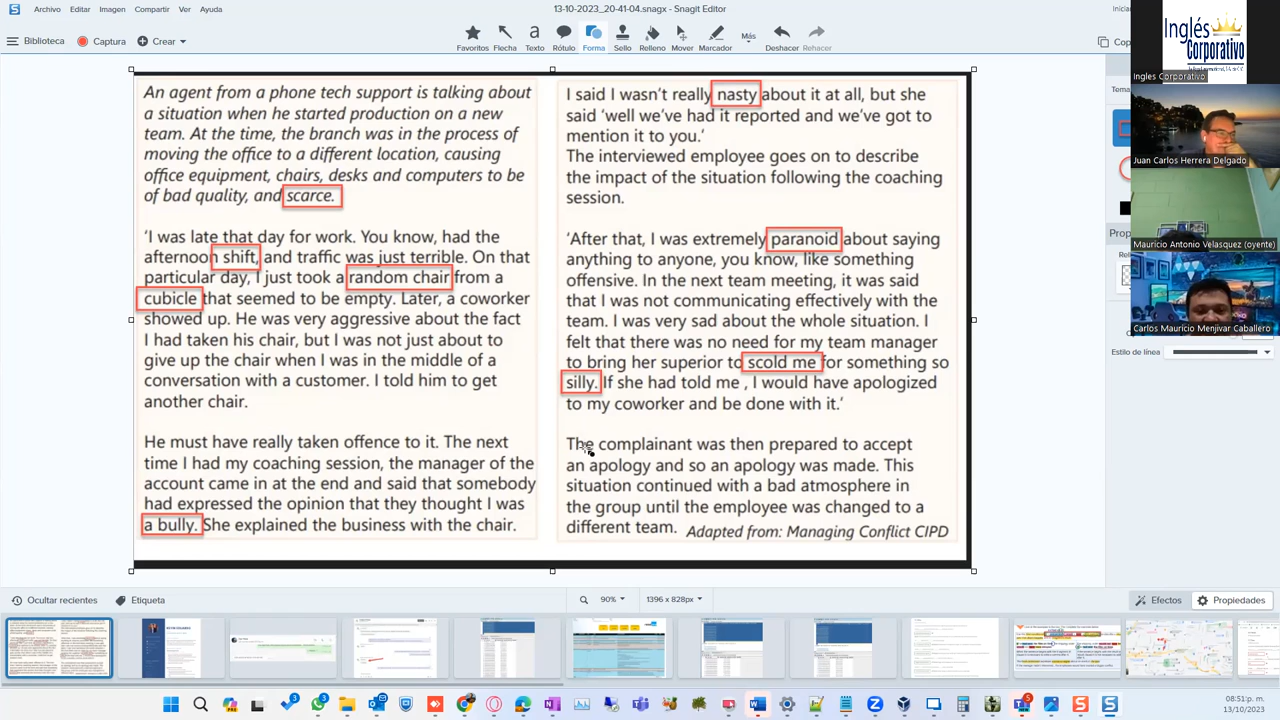 13-10-2023_20-41-04.snagx - Snagit Editor
Archivo Editar Imagen Compartir Ver Ayuda
Biblioteca Captura Crear
Favoritos Flecha Texto Rótulo Forma Sello Relleno Mover Marcador Más Deshacer Rehacer
Inglés
Corporativo
Ingles Corporativo
Juan Carlos Herrera Delgado
Mauricio Antonio Velasquez (oyente)
Carlos Mauricio Menjivar Caballero
Estilo de línea
An agent from a phone tech support is talking about
a situation when he started production on a new
team. At the time, the branch was in the process of
moving the office to a different location, causing
office equipment, chairs, desks and computers to be
of bad quality, and scarce.
‘I was late that day for work. You know, had the
afternoon shift, and traffic was just terrible. On that
particular day, I just took a random chair from a
cubicle that seemed to be empty. Later, a coworker
showed up. He was very aggressive about the fact
I had taken his chair, but I was not just about to
give up the chair when I was in the middle of a
conversation with a customer. I told him to get
another chair.
He must have really taken offence to it. The next
time I had my coaching session, the manager of the
account came in at the end and said that somebody
had expressed the opinion that they thought I was
a bully. She explained the business with the chair.
I said I wasn’t really nasty about it at all, but she
said ‘well we’ve had it reported and we’ve got to
mention it to you.’
The interviewed employee goes on to describe
the impact of the situation following the coaching
session.
‘After that, I was extremely paranoid about saying
anything to anyone, you know, like something
offensive. In the next team meeting, it was said
that I was not communicating effectively with the
team. I was very sad about the whole situation. I
felt that there was no need for my team manager
to bring her superior to scold me for something so
silly. If she had told me , I would have apologized
to my coworker and be done with it.’
The complainant was then prepared to accept
an apology and so an apology was made. This
situation continued with a bad atmosphere in
the group until the employee was changed to a
different team. Adapted from: Managing Conflict CIPD
Ocultar recientes Etiqueta 90% 1396 x 828px Efectos Propiedades
08:51 p. m.
13/10/2023